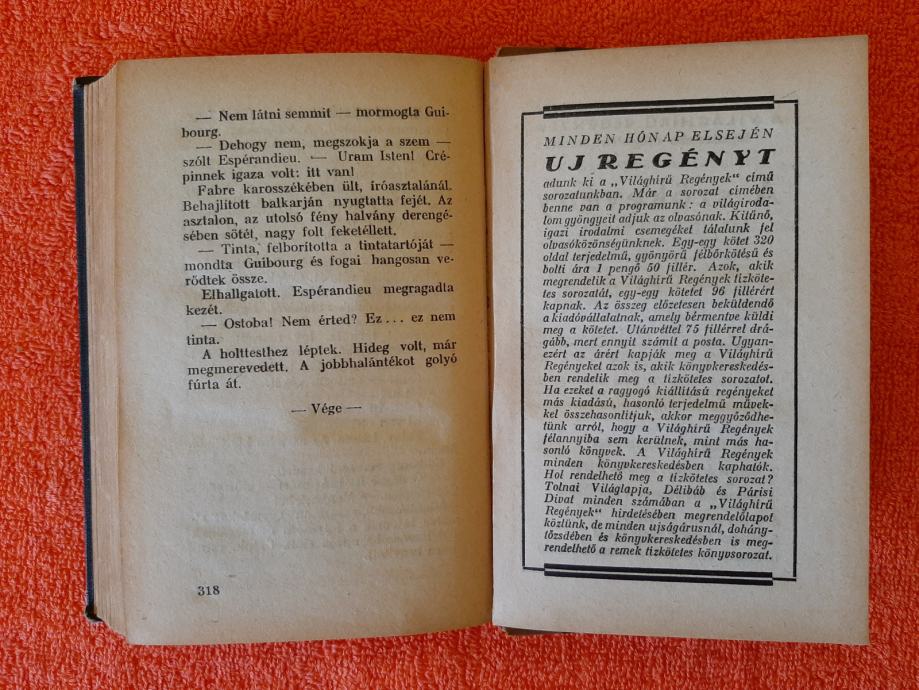 — Nem látni semmit — mormogta Gui-
bourg.
— Dehogy nem, megszokja a szem —
szólt Espérandieu. — Uram Isten! Cré-
pinnek igaza volt: itt van!
Fabre karosszékében ült, íróasztalánál.
Behajlított balkarján nyugtatta fejét. Az
asztalon, az utolsó fény halvány derengé-
sében sötét, nagy folt feketéllett.
— Tinta, felborította a tintatartóját —
mondta Guibourg és fogai hangosan ve-
rődtek össze.
Elhallgatott. Espérandieu megragadta
kezét.
— Ostoba! Nem érted? Ez... ez nem
tinta.
A holttesthez léptek. Hideg volt, már
megmerevedett. A jobbhalántékot golyó
fúrta át.
— Vége —
318
MINDEN HÓNAP ELSEJÉN
UJ REGÉNYT
adunk ki a „Világhírű Regények" című
sorozatunkban. Már a sorozat címében
benne van a programunk : a világiroda-
lom gyöngyeit adjuk az olvasónak. Kitűnő,
igazi irodalmi csemegéket tálalunk fel
olvasóközönségünknek. Egy-egy kötet 320
oldal terjedelmű, gyönyörű félbőrkötésű és
bolti ára 1 pengő 50 fillér. Azok, akik
megrendelik a Világhírű Regények tízköte-
tes sorozatát, egy-egy kötetet 96 fillérért
kapnak. Az összeg előzetesen beküldendő
a kiadóvállalatnak, amely bérmentve küldi
meg a kötetet. Utánvéttel 75 fillérrel drá-
gább, mert ennyit számít a posta. Ugyan-
ezért az árért kapják meg a Világhírű
Regényeket azok is, akik könyvkereskedés-
ben rendelik meg a tízkötetes sorozatot.
Ha ezeket a ragyogó kiállítású regényeket
más kiadású, hasonló terjedelmű művek-
kel összehasonlítjuk, akkor meggyőződhe-
tünk arról, hogy a Világhírű Regények
félannyiba sem kerülnek, mint más ha-
sonló könyvek. A Világhírű Regények
minden könyvkereskedésben kaphatók.
Hol rendelhető meg a tízkötetes sorozat?
Tolnai Világlapja, Délibáb és Párisi
Divat minden számában a „Világhírű
Regények" hirdetésében megrendelőlapot
közlünk, de minden ujságárusnál, dohány-
tőzsdében és könyvkereskedésben is meg-
rendelhető a remek tízkötetes könyvsorozat.